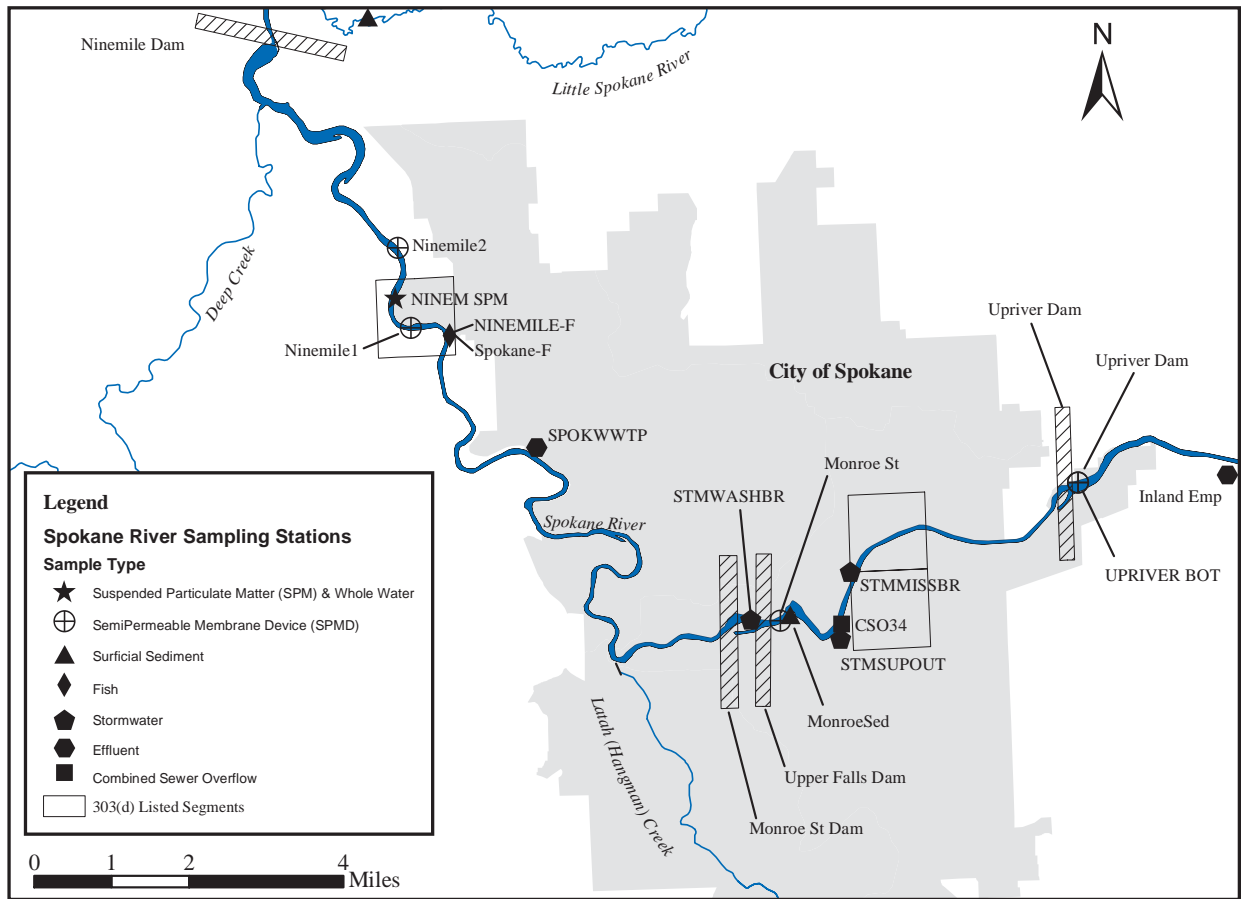 Ninemile Dam
Little Spokane River
N
Deep Creek
Ninemile2
NINEM SPM
NINEMILE-F
Ninemile1
Spokane-F
Upriver Dam
Upriver Dam
City of Spokane
SPOKWWTP
Monroe St
STMWASHBR
Inland Emp
Spokane River
UPRIVER BOT
STMMISSBR
CSO34
STMSUPOUT
MonroeSed
Latah (Hangman) Creek
Upper Falls Dam
Monroe St Dam
Legend
Spokane River Sampling Stations
Sample Type
Suspended Particulate Matter (SPM) & Whole Water
SemiPermeable Membrane Device (SPMD)
Surficial Sediment
Fish
Stormwater
Effluent
Combined Sewer Overflow
303(d) Listed Segments
0 1 2 4
Miles